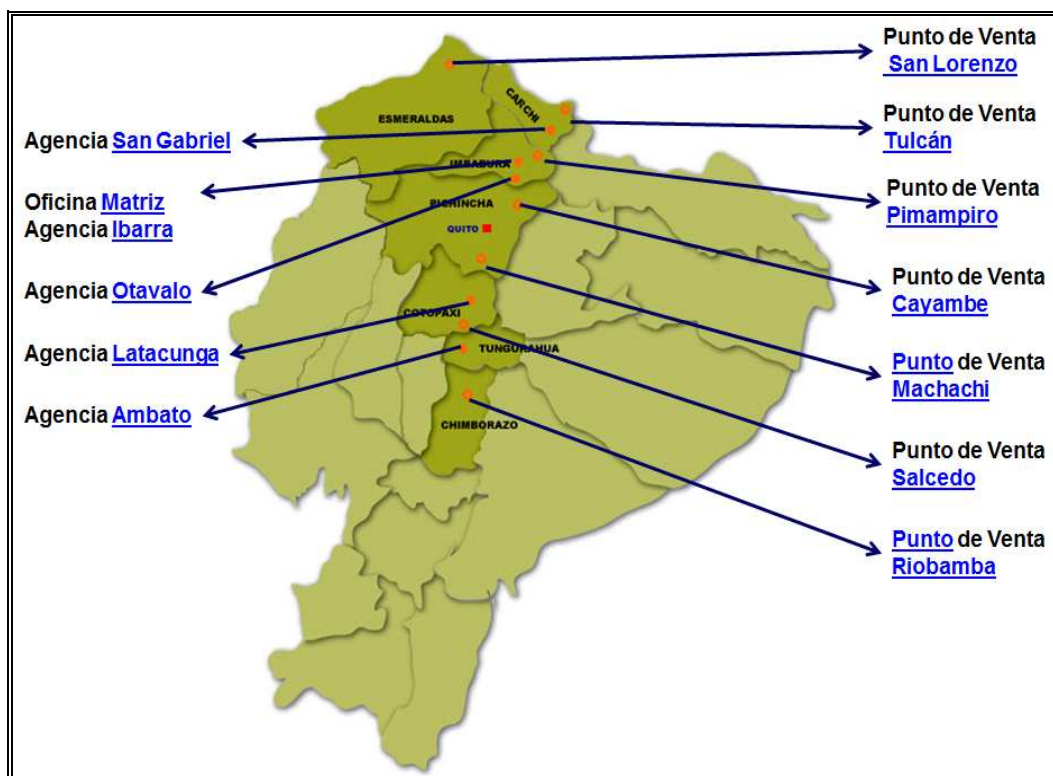 Punto de Venta
San Lorenzo
Punto de Venta
Tulcán
Punto de Venta
Pimampiro
Punto de Venta
Cayambe
Punto de Venta
Machachi
Punto de Venta
Salcedo
Punto de Venta
Riobamba
Agencia San Gabriel
Oficina Matriz
Agencia Ibarra
Agencia Otavalo
Agencia Latacunga
Agencia Ambato
ESMERALDAS
CARCHI
IMBABURA
PICHINCHA
QUITO
COTOPAXI
TUNGURAHUA
CHIMBORAZO